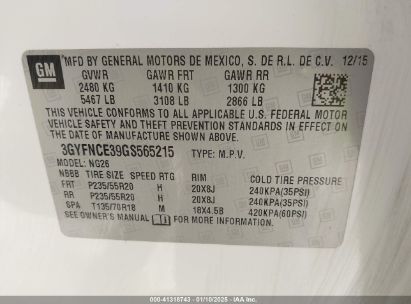 GM
MFD BY GENERAL MOTORS DE MEXICO, S. DE R.L. DE C.V. 12/15
GVWR GAWR FRT GAWR RR
2480 KG 1410 KG 1300 KG
5467 LB 3108 LB 2866 LB
THIS VEHICLE CONFORMS TO ALL APPLICABLE U.S. FEDERAL MOTOR
VEHICLE SAFETY AND THEFT PREVENTION STANDARDS IN EFFECT ON
THE DATE OF MANUFACTURE SHOWN ABOVE.
3GYFNCE39GS565215 TYPE: M.P.V.
MODEL: NG26
NBBB TIRE SIZE SPEED RTG RIM COLD TIRE PRESSURE
FRT P235/55R20 H 20X8J 240KPA(35PSI)
RR P235/55R20 H 20X8J 240KPA(35PSI)
SPA T135/70R18 M 18X4.5B 420KPA(60PSI)
SEE OWNER'S MANUAL FOR MORE INFORMATION.
© 000-41318743 - 01/10/2025 - 000 ©